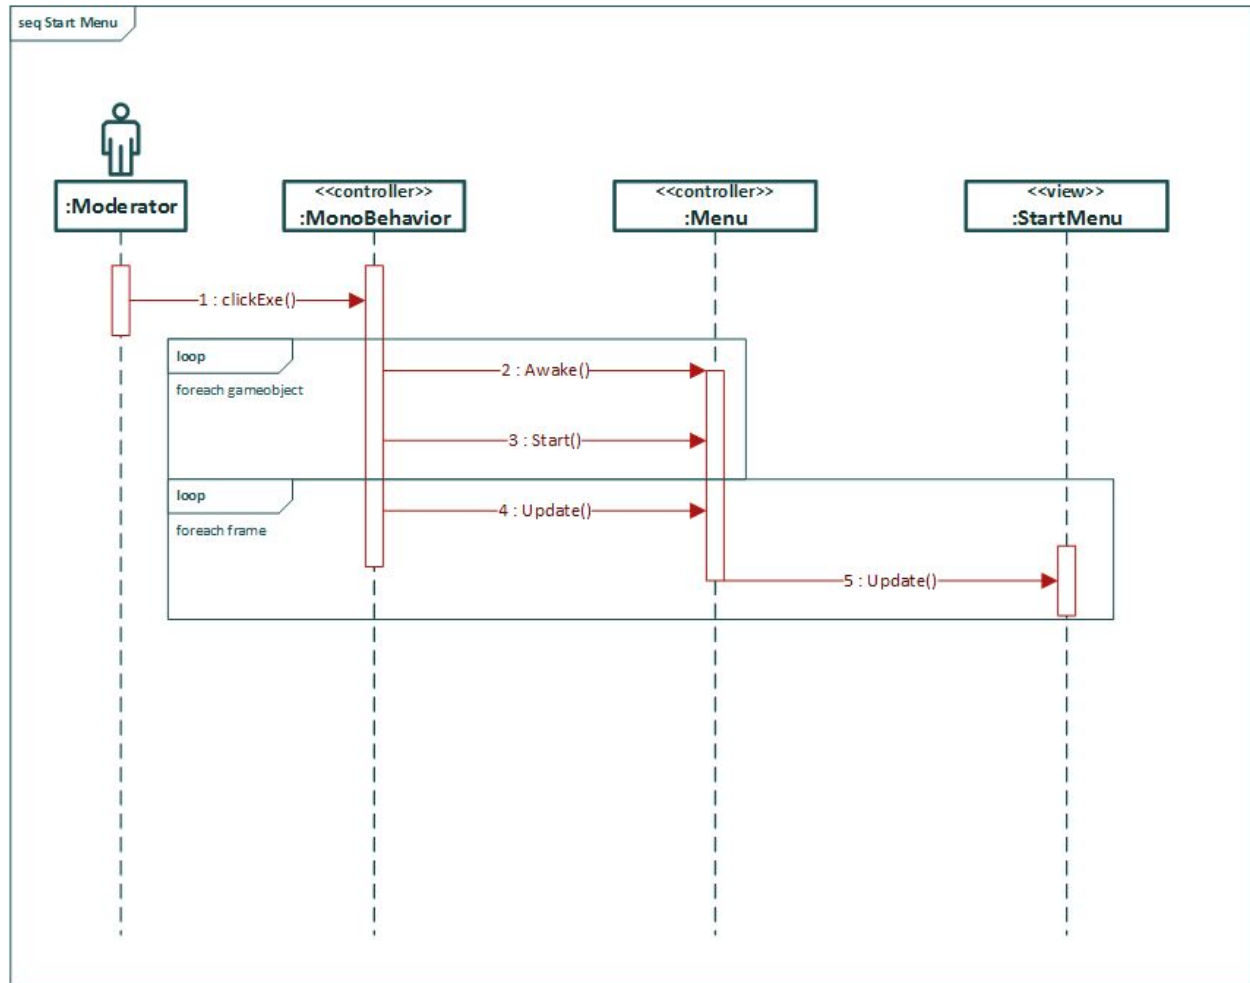 seq Start Menu
:Moderator
<<controller>>
:MonoBehavior
<<controller>>
:Menu
<<view>>
:StartMenu
1 : clickExe()
loop
foreach gameobject
2 : Awake()
3 : Start()
loop
foreach frame
4 : Update()
5 : Update()